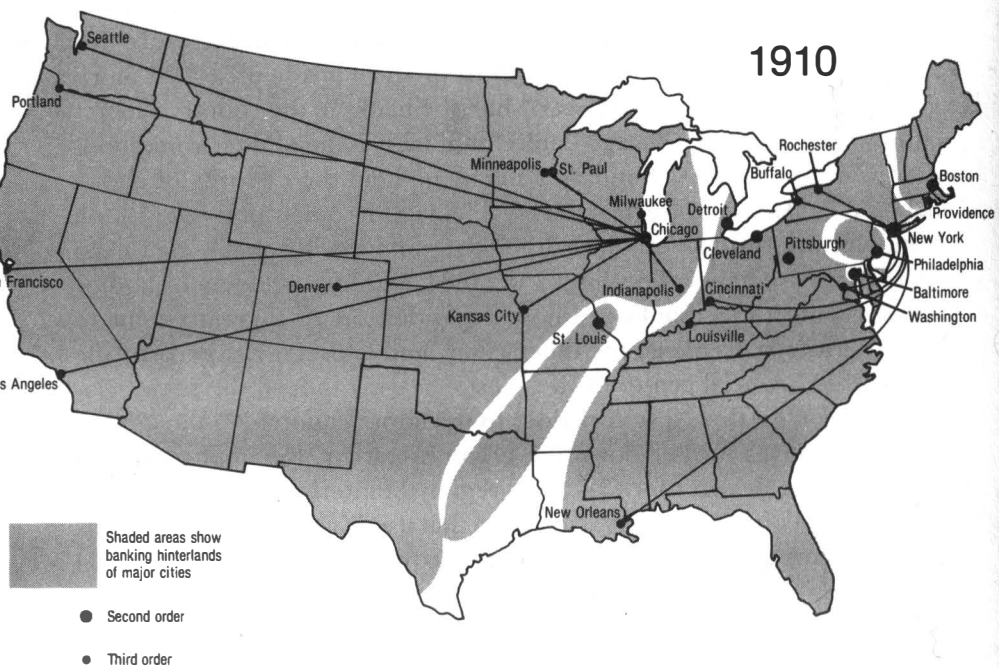 1910
Seattle
Portland
Francisco
Angeles
Denver
Minneapolis
St. Paul
Milwaukee
Chicago
Kansas City
St. Louis
Indianapolis
Detroit
Cleveland
Cincinnati
Louisville
New Orleans
Buffalo
Rochester
Pittsburgh
Boston
Providence
New York
Philadelphia
Baltimore
Washington
Shaded areas show
banking hinterlands
of major cities
Second order
Third order